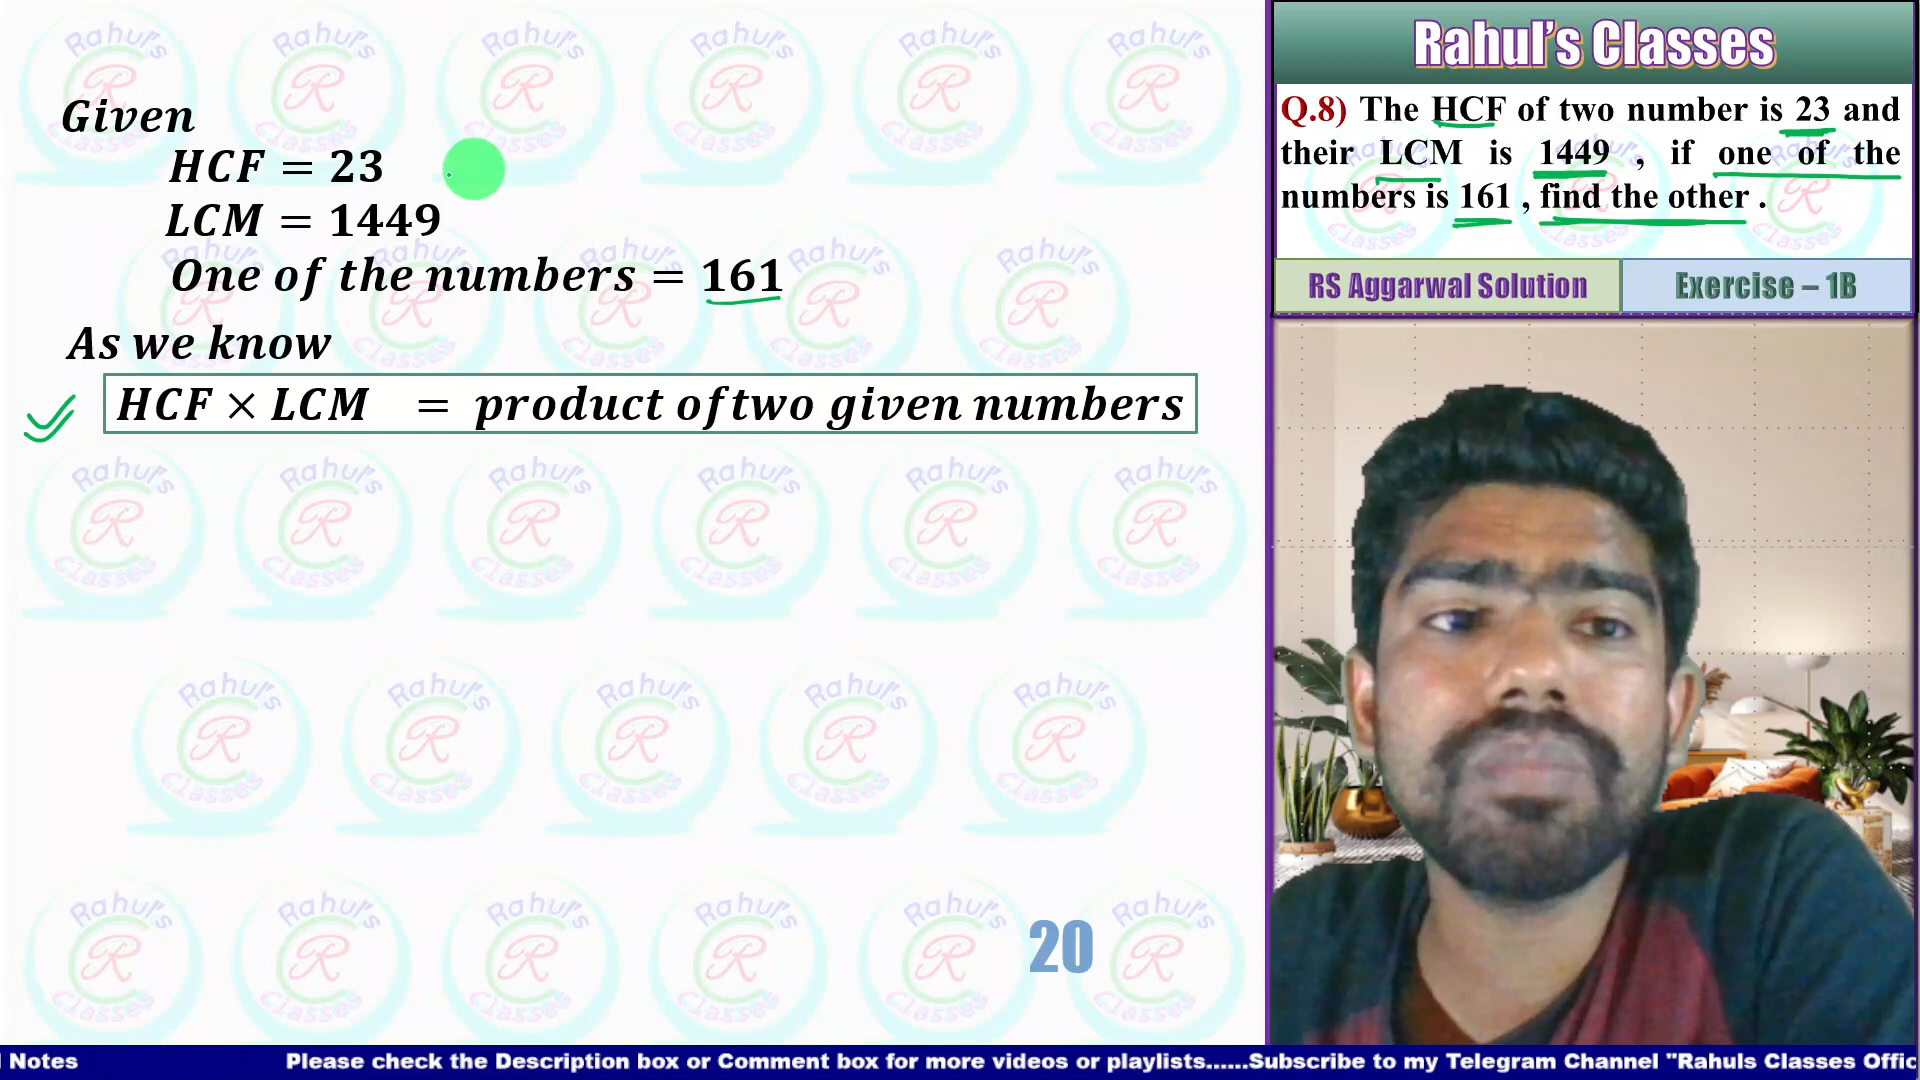 Given
HCF = 23
LCM = 1449
One of the numbers = 161
As we know
HCF × LCM = product of two given numbers
20
Rahul's Classes
Q.8) The HCF of two number is 23 and
their LCM is 1449 , if one of the
numbers is 161 , find the other .
RS Aggarwal Solution
Exercise – 1B
Notes
Please check the Description box or Comment box for more videos or playlists......Subscribe to my Telegram Channel "Rahuls Classes Offic